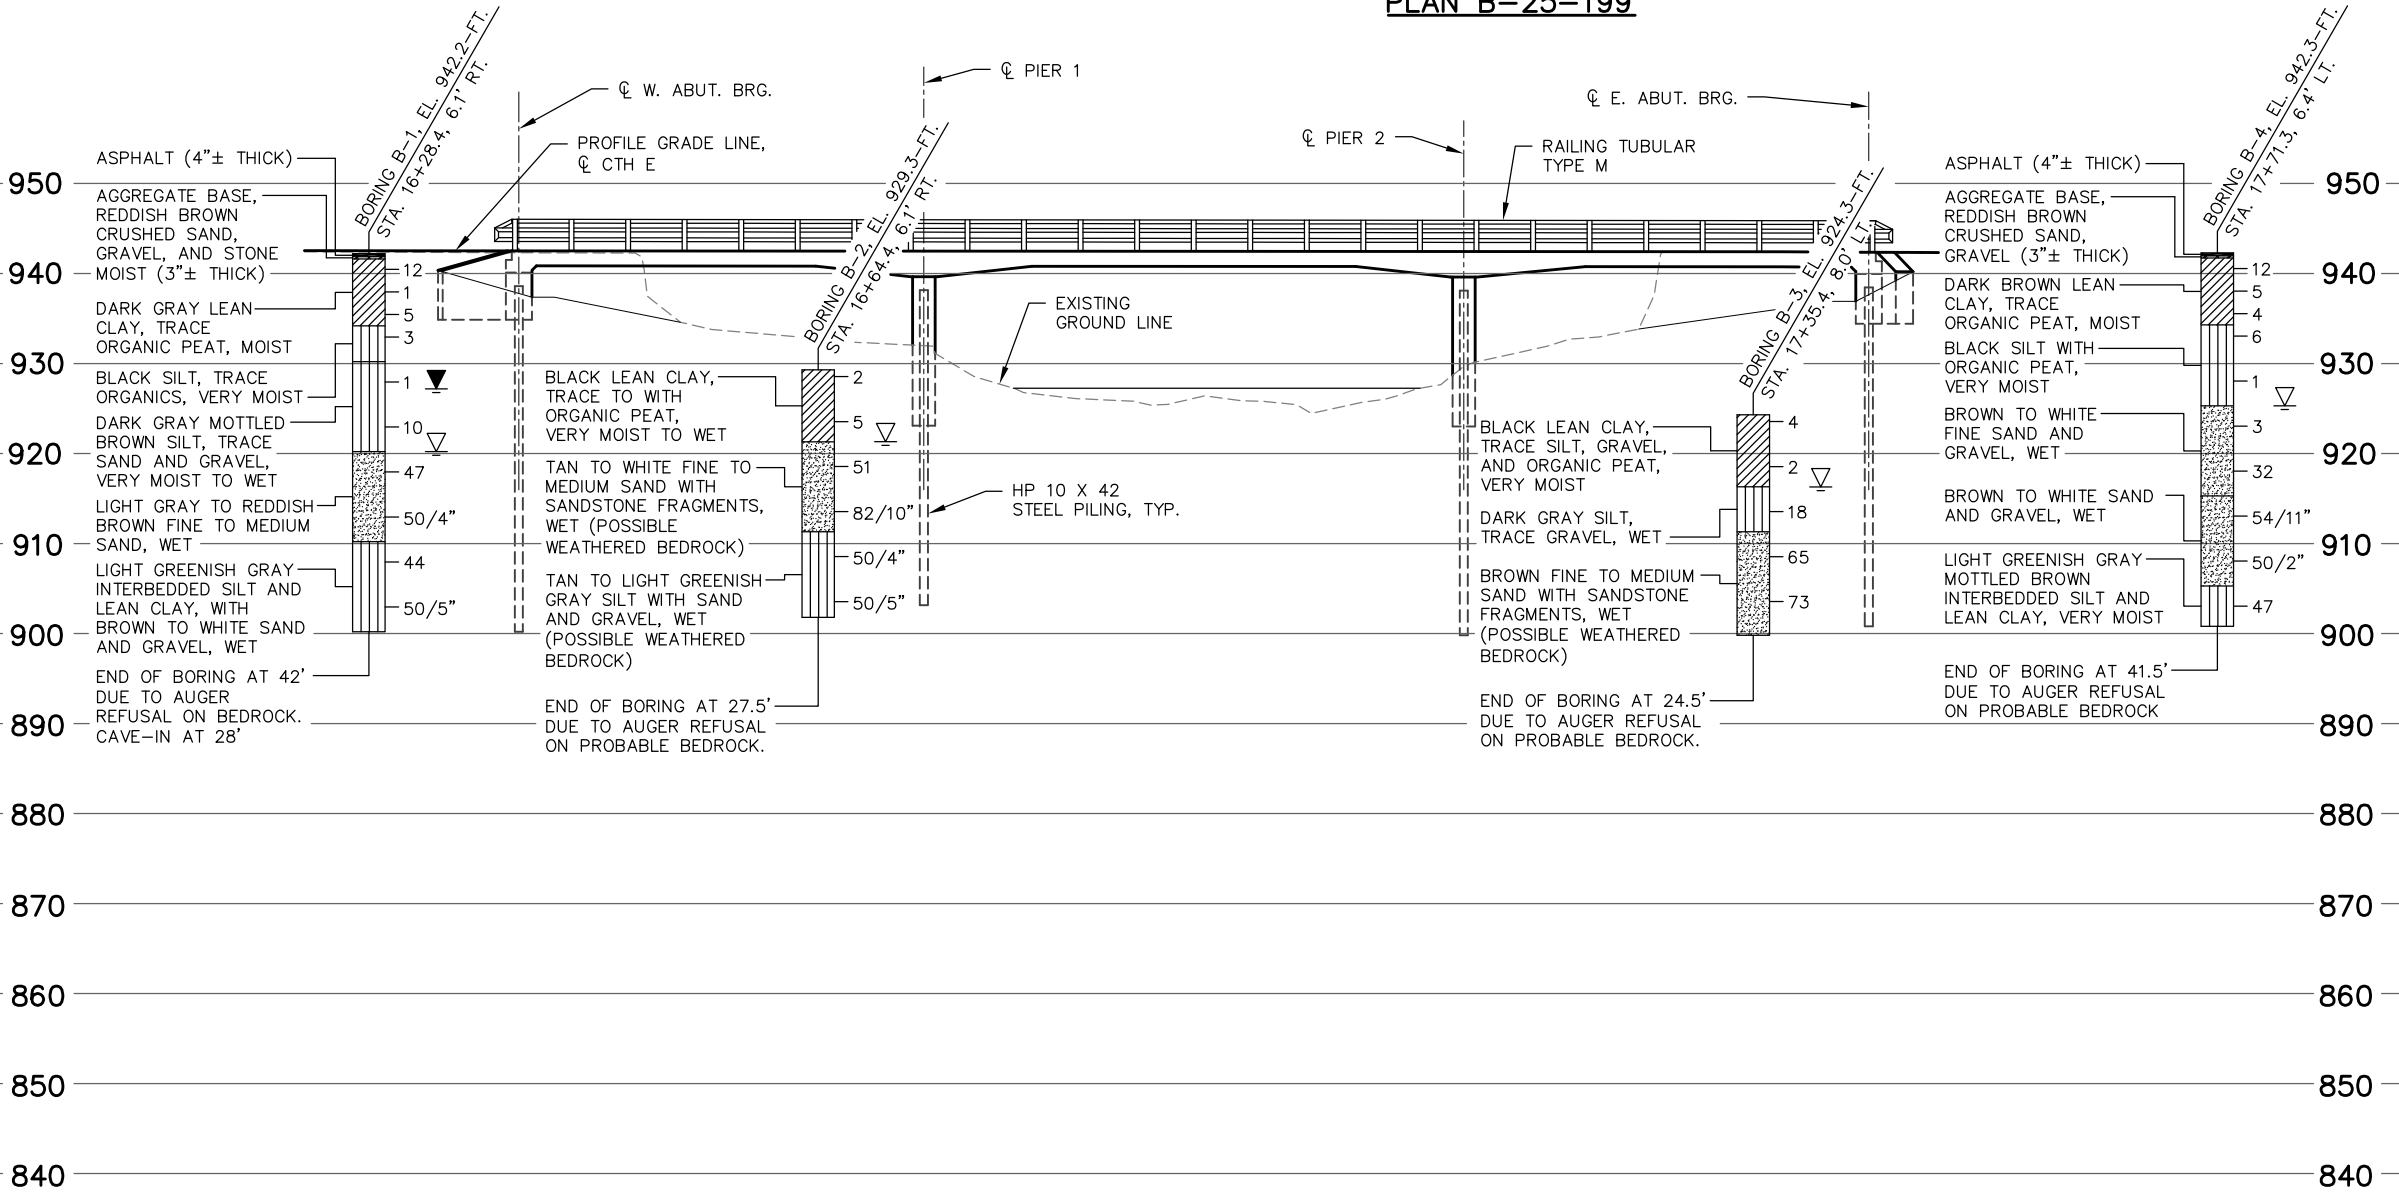 PLAN B-25-199
BORING B-1, EL. 942.2-FT.
STA. 16+28.4, 6.1' RT.
ASPHALT (4"± THICK)
AGGREGATE BASE,
REDDISH BROWN
CRUSHED SAND,
GRAVEL, AND STONE
MOIST (3"± THICK)
DARK GRAY LEAN
CLAY, TRACE
ORGANIC PEAT, MOIST
BLACK SILT, TRACE
ORGANICS, VERY MOIST
DARK GRAY MOTTLED
BROWN SILT, TRACE
SAND AND GRAVEL,
VERY MOIST TO WET
LIGHT GRAY TO REDDISH
BROWN FINE TO MEDIUM
SAND, WET
LIGHT GREENISH GRAY
INTERBEDDED SILT AND
LEAN CLAY, WITH
BROWN TO WHITE SAND
AND GRAVEL, WET
END OF BORING AT 42'
DUE TO AUGER
REFUSAL ON BEDROCK.
CAVE-IN AT 28'
12
1
5
3
1
10
47
50/4"
44
50/5"
℄ W. ABUT. BRG.
PROFILE GRADE LINE,
℄ CTH E
℄ PIER 1
BORING B-2, EL. 929.3-FT.
STA. 16+64.4, 6.1' RT.
BLACK LEAN CLAY,
TRACE TO WITH
ORGANIC PEAT,
VERY MOIST TO WET
TAN TO WHITE FINE TO
MEDIUM SAND WITH
SANDSTONE FRAGMENTS,
WET (POSSIBLE
WEATHERED BEDROCK)
TAN TO LIGHT GREENISH
GRAY SILT WITH SAND
AND GRAVEL, WET
(POSSIBLE WEATHERED
BEDROCK)
END OF BORING AT 27.5'
DUE TO AUGER REFUSAL
ON PROBABLE BEDROCK.
2
5
51
82/10"
50/4"
50/5"
HP 10 X 42
STEEL PILING, TYP.
EXISTING
GROUND LINE
℄ PIER 2
RAILING TUBULAR
TYPE M
℄ E. ABUT. BRG.
BORING B-3, EL. 924.3-FT.
STA. 17+35.4, 8.0' LT.
BLACK LEAN CLAY,
TRACE SILT, GRAVEL,
AND ORGANIC PEAT,
VERY MOIST
DARK GRAY SILT,
TRACE GRAVEL, WET
BROWN FINE TO MEDIUM
SAND WITH SANDSTONE
FRAGMENTS, WET
(POSSIBLE WEATHERED
BEDROCK)
END OF BORING AT 24.5'
DUE TO AUGER REFUSAL
ON PROBABLE BEDROCK.
4
2
18
65
73
BORING B-4, EL. 942.3-FT.
STA. 17+71.3, 6.4' LT.
ASPHALT (4"± THICK)
AGGREGATE BASE,
REDDISH BROWN
CRUSHED SAND,
GRAVEL (3"± THICK)
DARK BROWN LEAN
CLAY, TRACE
ORGANIC PEAT, MOIST
BLACK SILT WITH
ORGANIC PEAT,
VERY MOIST
BROWN TO WHITE
FINE SAND AND
GRAVEL, WET
BROWN TO WHITE SAND
AND GRAVEL, WET
LIGHT GREENISH GRAY
MOTTLED BROWN
INTERBEDDED SILT AND
LEAN CLAY, VERY MOIST
END OF BORING AT 41.5'
DUE TO AUGER REFUSAL
ON PROBABLE BEDROCK
12
5
4
6
1
3
32
54/11"
50/2"
47
950
940
930
920
910
900
890
880
870
860
850
840
950
940
930
920
910
900
890
880
870
860
850
840